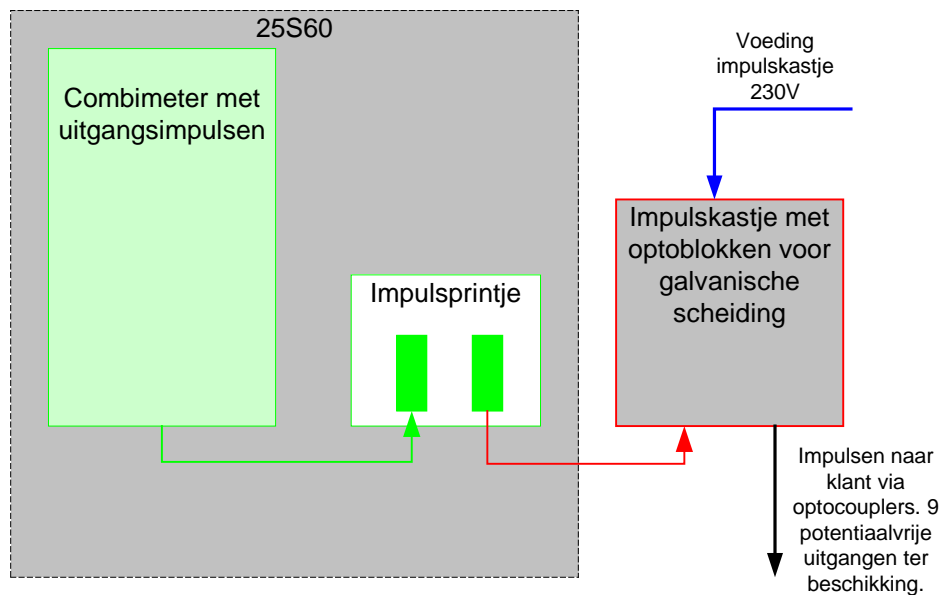 25S60
Combimeter met
uitgangsimpulsen
Impulsprintje
Voeding
impulskastje
230V
Impulskastje met
optoblokken voor
galvanische
scheiding
Impulsen naar
klant via
optocouplers. 9
potentiaalvrije
uitgangen ter
beschikking.